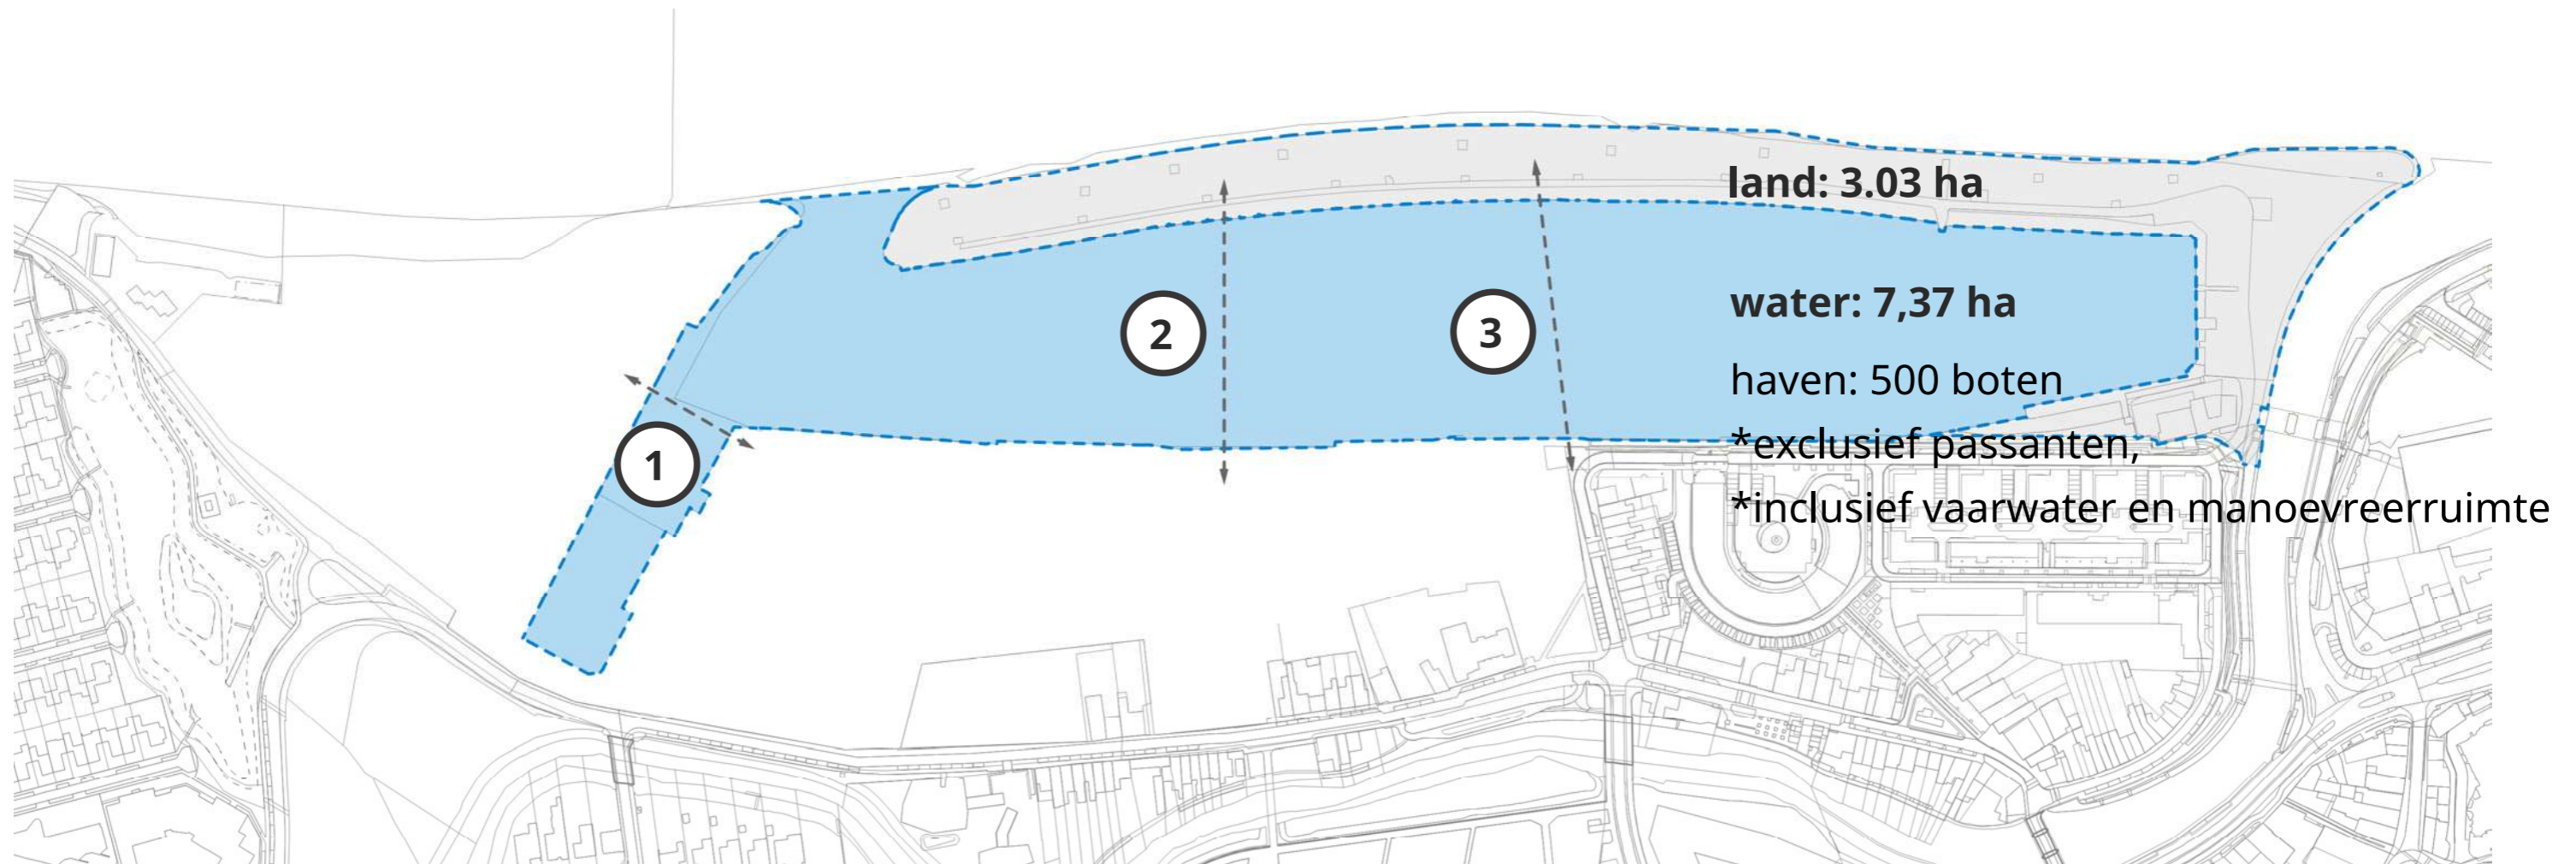 land: 3.03 ha
water: 7,37 ha
2
3
haven: 500 boten
*exclusief passanten,
1
*inclusief vaarwater en manoevreerruimte